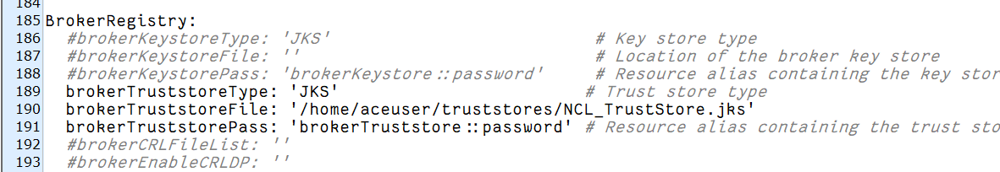 184
185 BrokerRegistry:
186 #brokerKeystoreType: 'JKS' # Key store type
187 #brokerKeystoreFile: '' # Location of the broker key store
188 #brokerKeystorePass: 'brokerKeystore::password' # Resource alias containing the key stor
189 brokerTruststoreType: 'JKS' # Trust store type
190 brokerTruststoreFile: '/home/aceuser/truststores/NCL_TrustStore.jks'
191 brokerTruststorePass: 'brokerTruststore::password' # Resource alias containing the trust sto
192 #brokerCRLFileList: ''
193 #brokerEnableCRLDP: ''